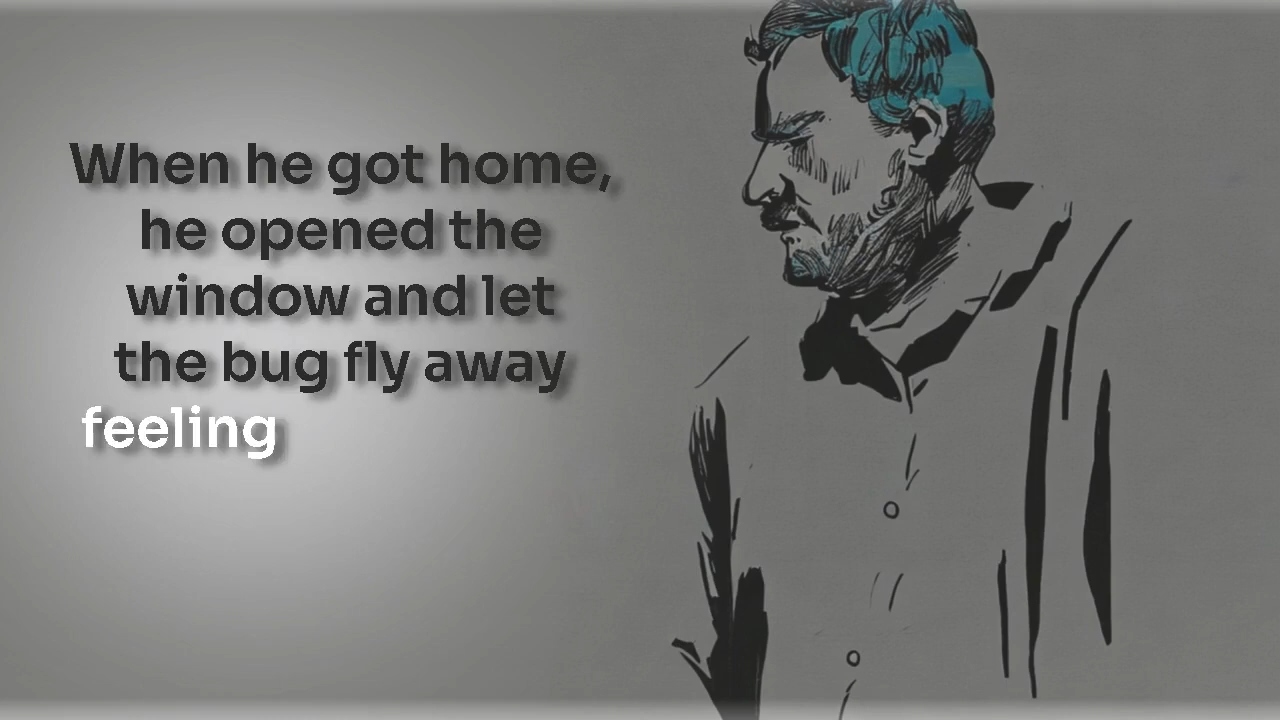 When he got home,
he opened the
window and let
the bug fly away
feeling